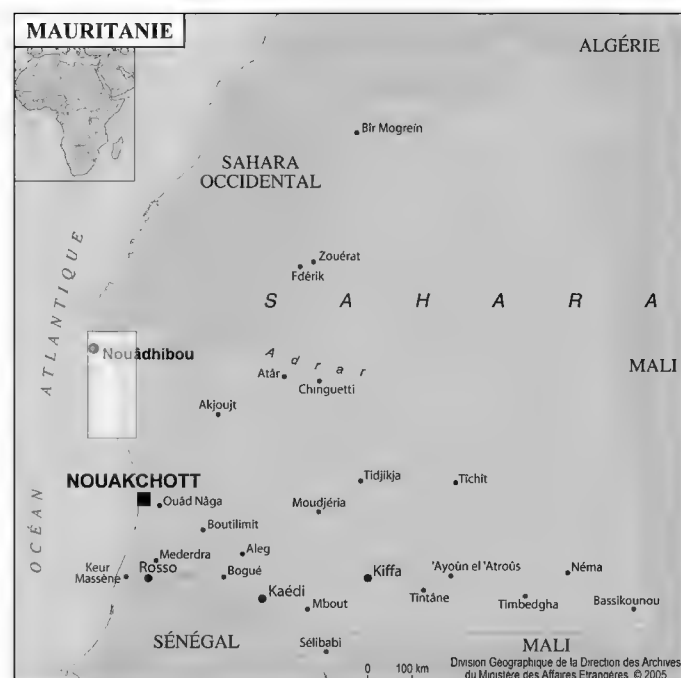 MAURITANIE
ALGÉRIE
Bîr Mogreïn
SAHARA
OCCIDENTAL
Zouérat
Fdérik
SAHARA
OCÉAN ATLANTIQUE
Nouâdhibou
Adrar
MALI
Atâr
Chinguetti
Akjoujt
NOUAKCHOTT
Tidjikja
Tîchît
Ouâd Nâga
Moudjéria
Boutilimit
Mederdra
Aleg
Keur
Massène
Rosso
Bogué
Kiffa
'Ayoûn el 'Atroûs
Néma
Kaédi
Mbout
Tintâne
Timbedgha
Bassikounou
SÉNÉGAL
Sélibabi
MALI
0 100 km
Division Géographique de la Direction des Archives
du Ministère des Affaires Etrangères © 2005